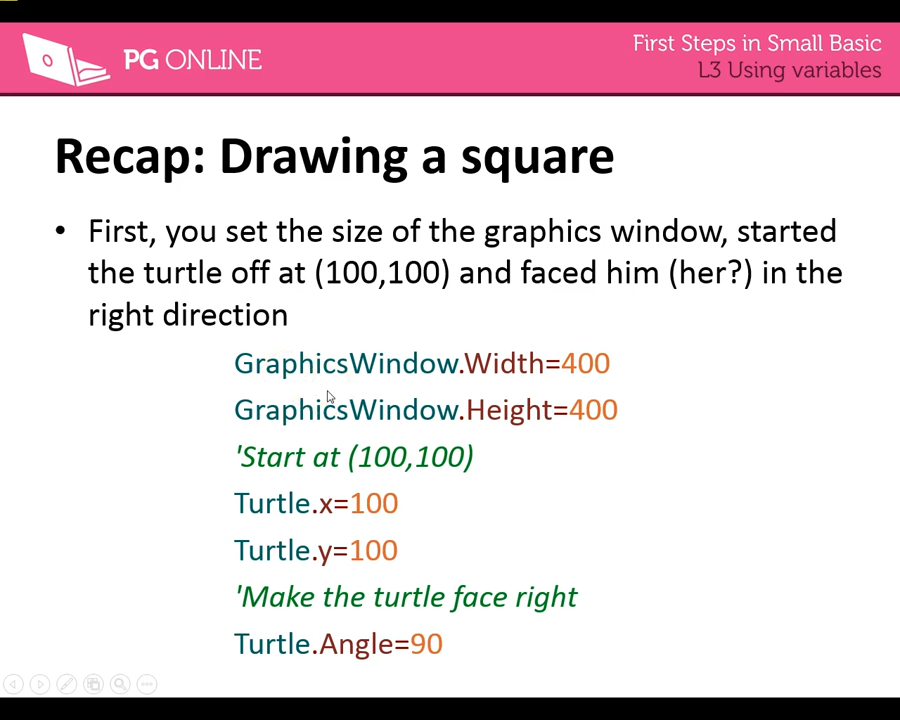 PG ONLINE
First Steps in Small Basic
L3 Using variables
Recap: Drawing a square
• First, you set the size of the graphics window, started
the turtle off at (100,100) and faced him (her?) in the
right direction
GraphicsWindow.Width=400
GraphicsWindow.Height=400
'Start at (100,100)
Turtle.x=100
Turtle.y=100
'Make the turtle face right
Turtle.Angle=90